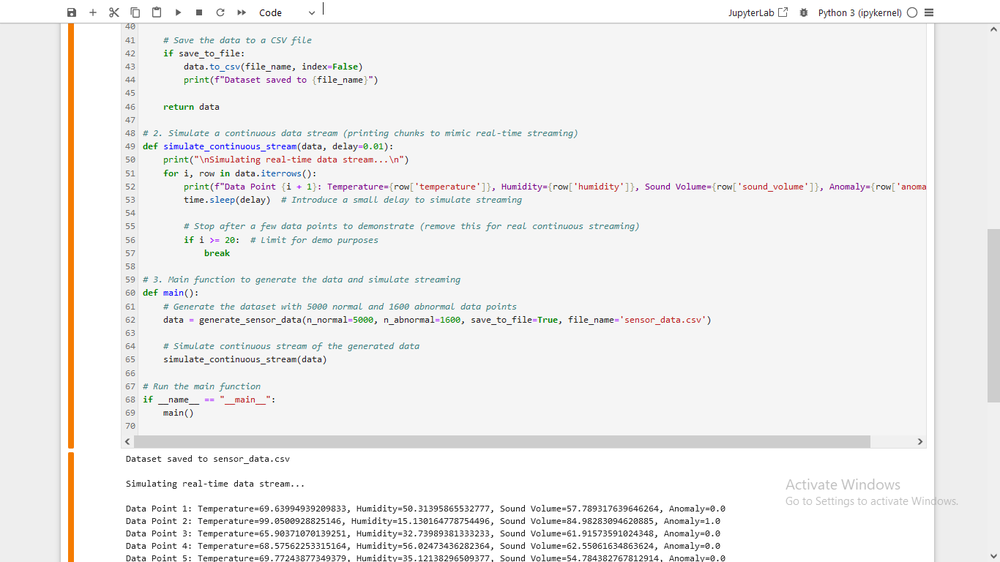 Code
JupyterLab
Python 3 (ipykernel)
40
41 # Save the data to a CSV file
42 if save_to_file:
43 data.to_csv(file_name, index=False)
44 print(f"Dataset saved to {file_name}")
45
46 return data
47
48 # 2. Simulate a continuous data stream (printing chunks to mimic real-time streaming)
49 def simulate_continuous_stream(data, delay=0.01):
50 print("\nSimulating real-time data stream...\n")
51 for i, row in data.iterrows():
52 print(f"Data Point {i + 1}: Temperature={row['temperature']}, Humidity={row['humidity']}, Sound Volume={row['sound_volume']}, Anomaly={row['anoma
53 time.sleep(delay) # Introduce a small delay to simulate streaming
54
55 # Stop after a few data points to demonstrate (remove this for real continuous streaming)
56 if i >= 20: # Limit for demo purposes
57 break
58
59 # 3. Main function to generate the data and simulate streaming
60 def main():
61 # Generate the dataset with 5000 normal and 1600 abnormal data points
62 data = generate_sensor_data(n_normal=5000, n_abnormal=1600, save_to_file=True, file_name='sensor_data.csv')
63
64 # Simulate continuous stream of the generated data
65 simulate_continuous_stream(data)
66
67 # Run the main function
68 if __name__ == "__main__":
69 main()
70
Dataset saved to sensor_data.csv
Simulating real-time data stream...
Activate Windows
Go to Settings to activate Windows.
Data Point 1: Temperature=69.63994939209833, Humidity=50.31395865532777, Sound Volume=57.789317639646264, Anomaly=0.0
Data Point 2: Temperature=99.0500928825146, Humidity=15.130164778754496, Sound Volume=84.98283094620885, Anomaly=1.0
Data Point 3: Temperature=65.90371070139251, Humidity=32.73989381333233, Sound Volume=61.91573591024348, Anomaly=0.0
Data Point 4: Temperature=68.57562253315164, Humidity=56.02473436282364, Sound Volume=62.55061634863624, Anomaly=0.0
Data Point 5: Temperature=69.77243877349379, Humidity=35.12138296509377, Sound Volume=54.784382767812914, Anomaly=0.0